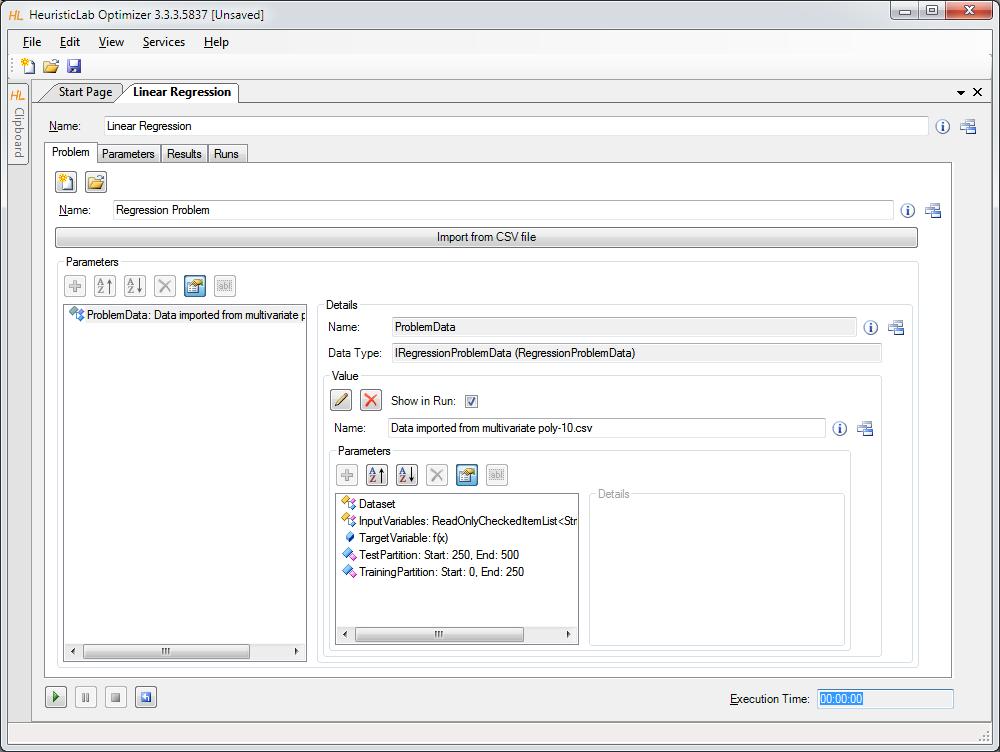 HL HeuristicLab Optimizer 3.3.3.5837 [Unsaved]
File Edit View Services Help
HL Clipboard
Start Page Linear Regression
Name: Linear Regression
Problem Parameters Results Runs
Name: Regression Problem
Import from CSV file
Parameters
ProblemData: Data imported from multivariate p
Details
Name: ProblemData
Data Type: IRegressionProblemData (RegressionProblemData)
Value
Show in Run:
Name: Data imported from multivariate poly-10.csv
Parameters
Dataset
InputVariables: ReadOnlyCheckedItemList<Str
TargetVariable: f(x)
TestPartition: Start: 250, End: 500
TrainingPartition: Start: 0, End: 250
Details
Execution Time: 00:00:00